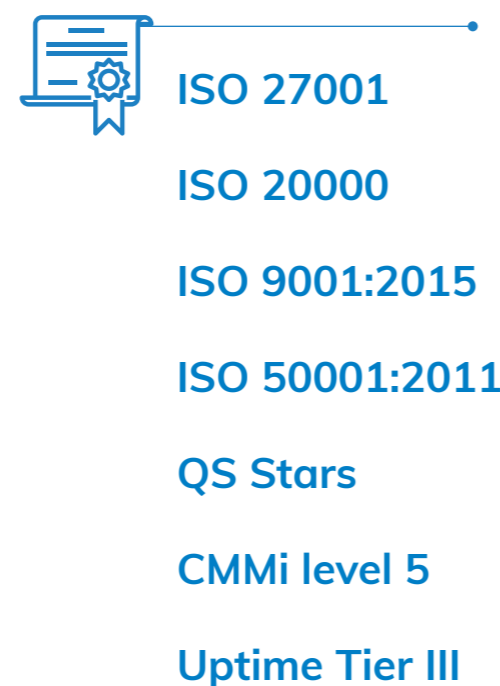 ISO 27001
ISO 20000
ISO 9001:2015
ISO 50001:2011
QS Stars
CMMi level 5
Uptime Tier III